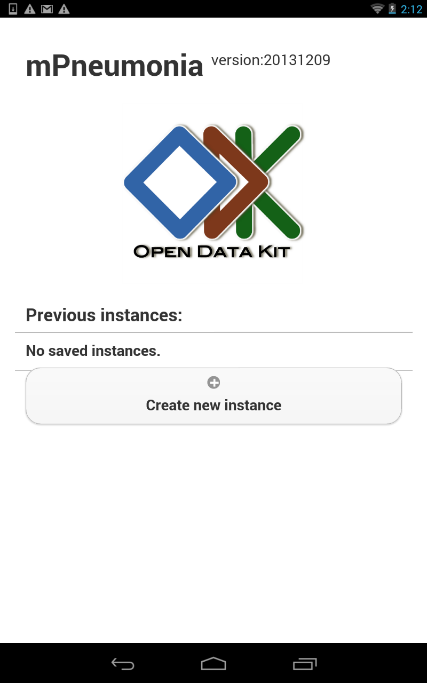 2:12
mPneumonia version:20131209
OPEN DATA KIT
Previous instances:
No saved instances.
Create new instance